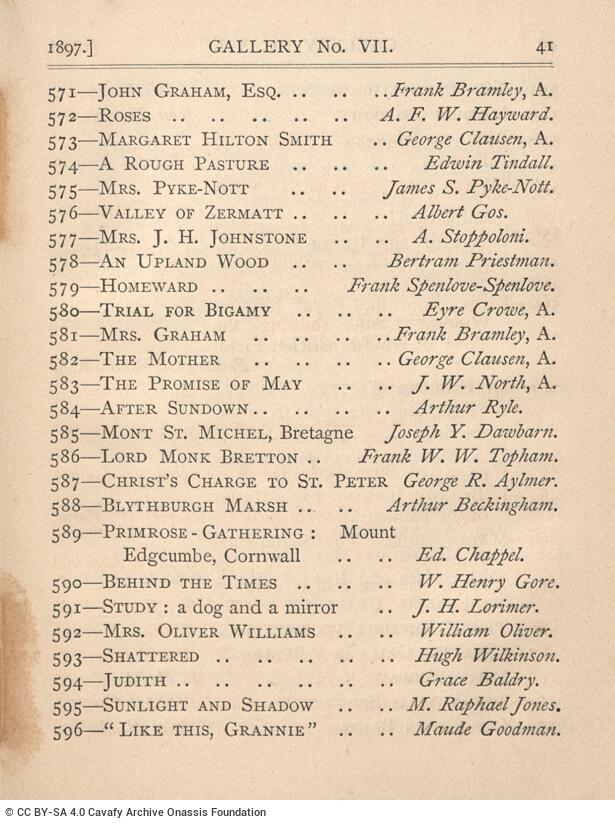 1897.] GALLERY No. VII. 41
571—JOHN GRAHAM, ESQ. .. .. ..Frank Bramley, A.
572—ROSES .. .. .. .. .. A. F. W. Hayward.
573—MARGARET HILTON SMITH .. George Clausen, A.
574—A ROUGH PASTURE .. .. .. Edwin Tindall.
575—MRS. PYKE-NOTT .. .. James S. Pyke-Nott.
576—VALLEY OF ZERMATT .. .. .. Albert Gos.
577—MRS. J. H. JOHNSTONE .. .. A. Stoppoloni.
578—AN UPLAND WOOD .. .. Bertram Priestman.
579—HOMEWARD .. .. .. Frank Spenlove-Spenlove.
580—TRIAL FOR BIGAMY .. .. .. Eyre Crowe, A.
581—MRS. GRAHAM .. .. .. ..Frank Bramley, A.
582—THE MOTHER .. .. .. .. George Clausen, A.
583—THE PROMISE OF MAY .. .. J. W. North, A.
584—AFTER SUNDOWN.. .. .. .. Arthur Ryle.
585—MONT ST. MICHEL, Bretagne Joseph Y. Dawbarn.
586—LORD MONK BRETTON .. Frank W. W. Topham.
587—CHRIST'S CHARGE TO ST. PETER George R. Aylmer.
588—BLYTHBURGH MARSH .. .. Arthur Beckingham.
589—PRIMROSE-GATHERING : Mount
Edgcumbe, Cornwall .. .. Ed. Chappel.
590—BEHIND THE TIMES .. .. .. W. Henry Gore.
591—STUDY : a dog and a mirror .. J. H. Lorimer.
592—MRS. OLIVER WILLIAMS .. .. William Oliver.
593—SHATTERED .. .. .. .. .. Hugh Wilkinson.
594—JUDITH .. .. .. .. .. .. Grace Baldry.
595—SUNLIGHT AND SHADOW .. .. M. Raphael Jones.
596—"LIKE THIS, GRANNIE" .. .. Maude Goodman.
© CC BY-SA 4.0 Cavafy Archive Onassis Foundation